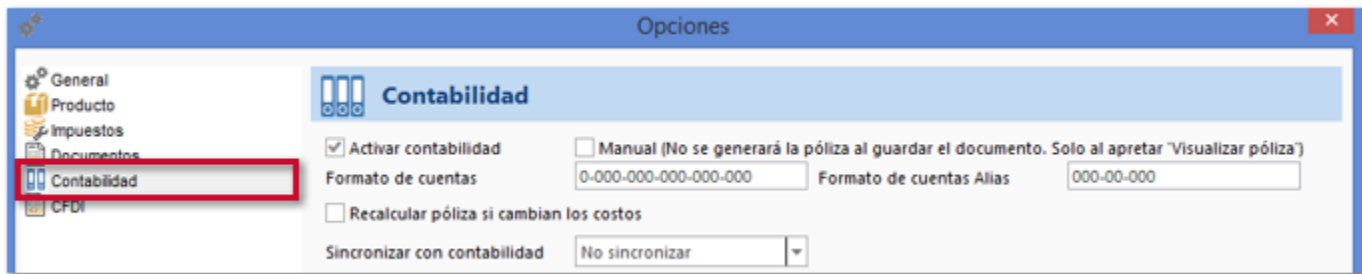 Opciones
General
Producto
Impuestos
Documentos
Contabilidad
CFDI
Contabilidad
Activar contabilidad
Manual (No se generará la póliza al guardar el documento. Solo al apretar "Visualizar póliza")
Formato de cuentas
0-000-000-000-000-000
Formato de cuentas Alias
000-00-000
Recalcular póliza si cambian los costos
Sincronizar con contabilidad
No sincronizar